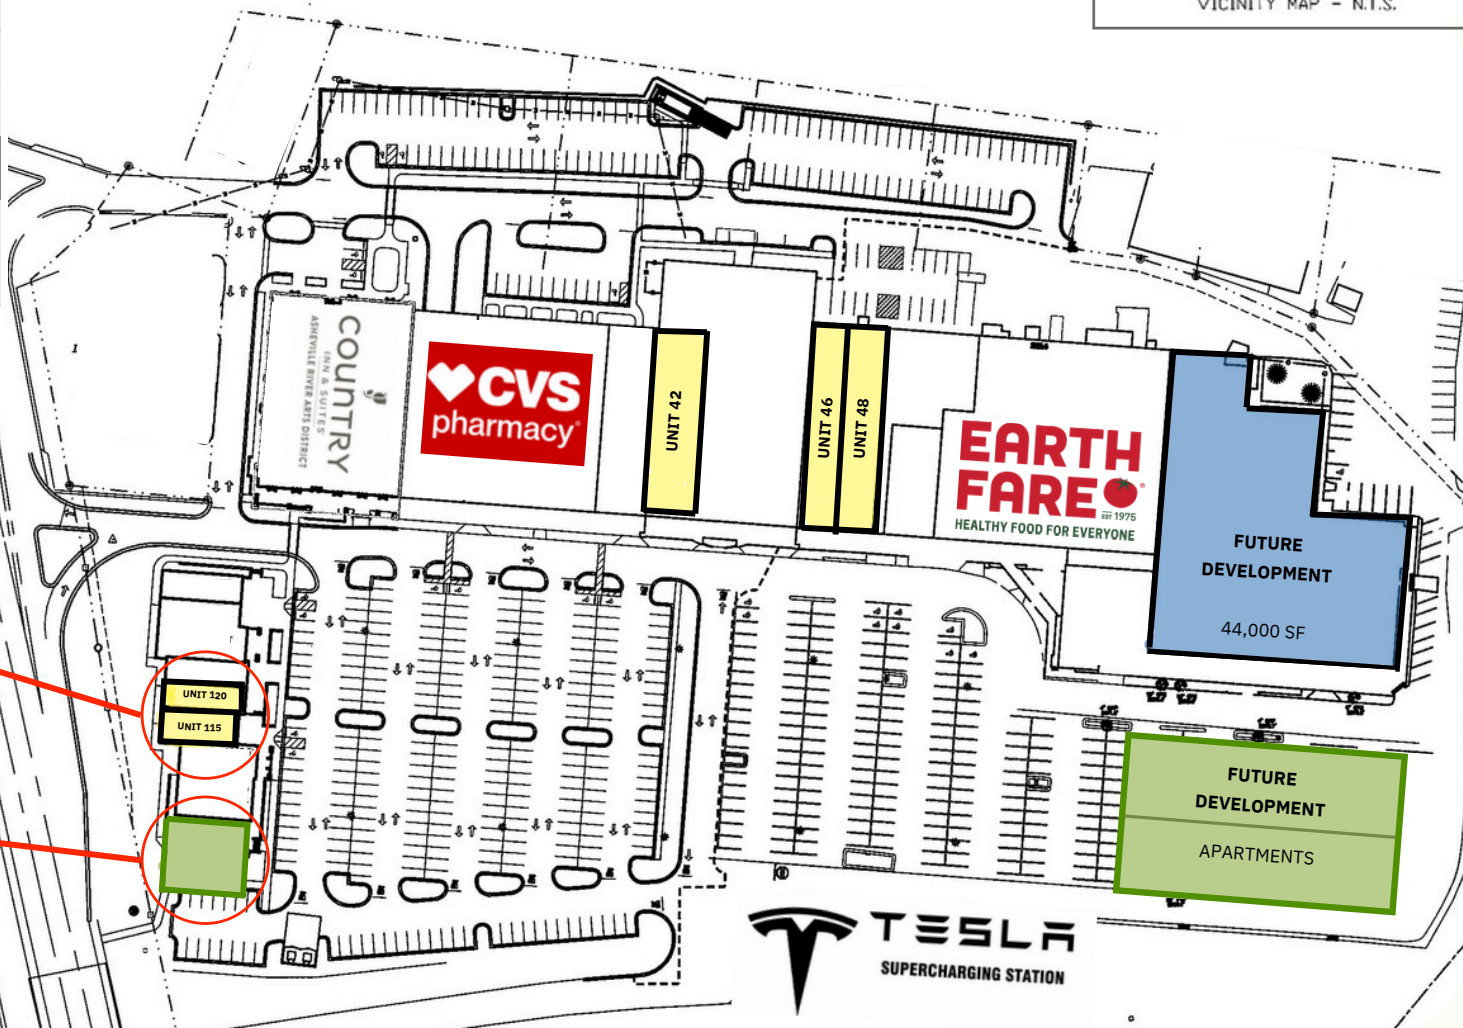 VICINITY MAP - N.T.S.
COUNTRY
INN & SUITES
ASHEVILLE RIVER ARTS DISTRICT
CVS
pharmacy
UNIT 42
UNIT 46
UNIT 48
EARTH
FARE
EST 1975
HEALTHY FOOD FOR EVERYONE
FUTURE
DEVELOPMENT
44,000 SF
UNIT 120
UNIT 115
FUTURE
DEVELOPMENT
APARTMENTS
TESLA
SUPERCHARGING STATION